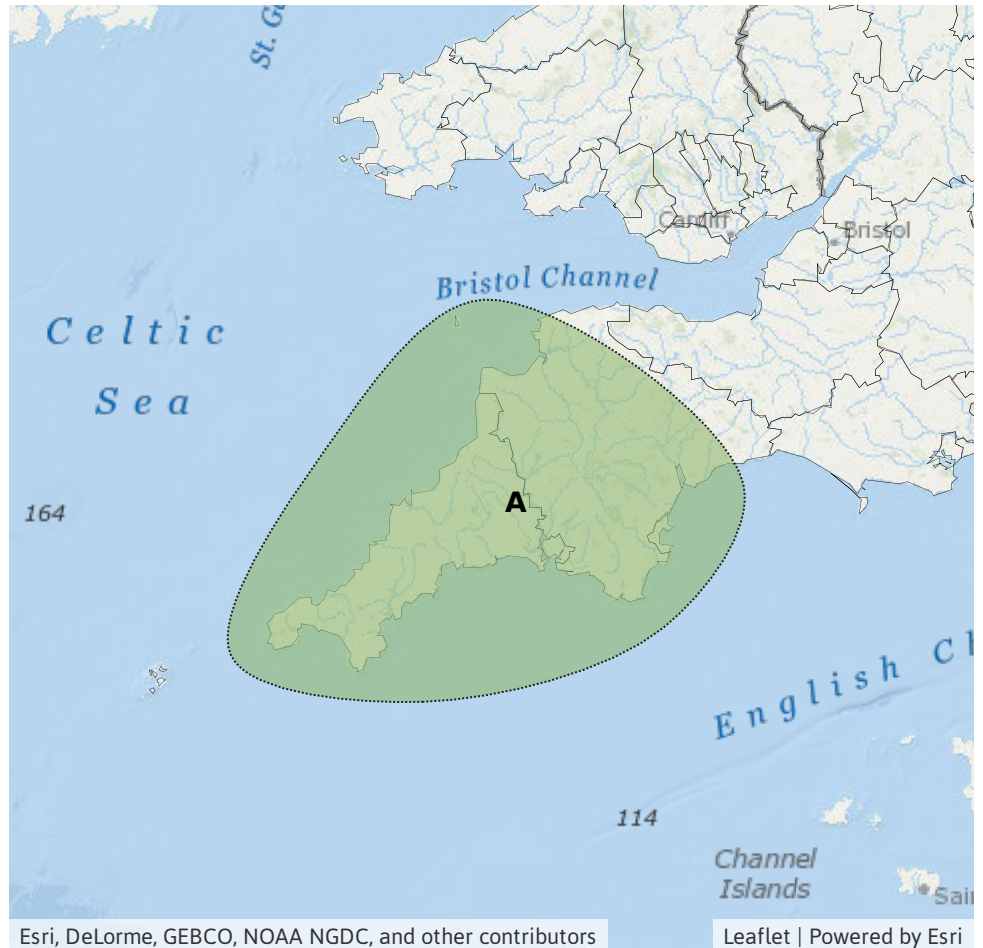 St. G
Cardiff
Bristol
Bristol Channel
Celtic
Sea
A
164
English Ch
114
Channel
Islands
Sai
Esri, DeLorme, GEBCO, NOAA NGDC, and other contributors
Leaflet | Powered by Esri